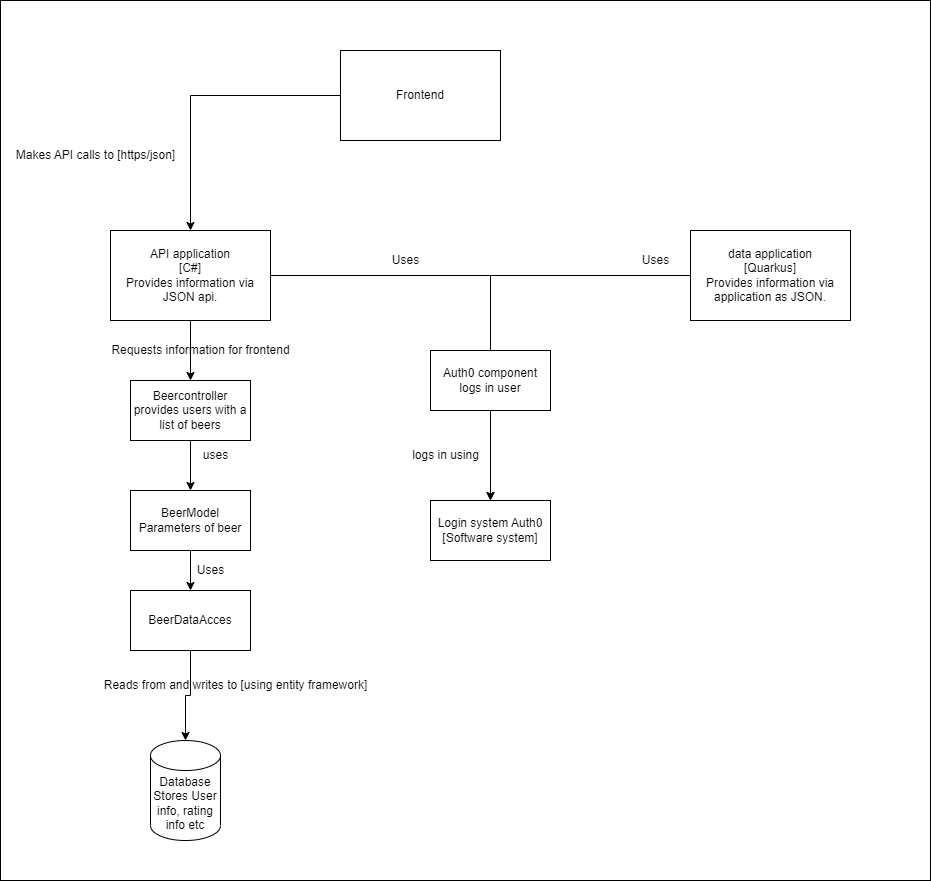 Frontend
Makes API calls to [https/json]
API application
[C#]
Provides information via
JSON api.
Uses
Uses
data application
[Quarkus]
Provides information via
application as JSON.
Requests information for frontend
Auth0 component
logs in user
Beercontroller
provides users with a
list of beers
uses
logs in using
BeerModel
Parameters of beer
Login system Auth0
[Software system]
Uses
BeerDataAcces
Reads from and writes to [using entity framework]
Database
Stores User
info, rating
info etc